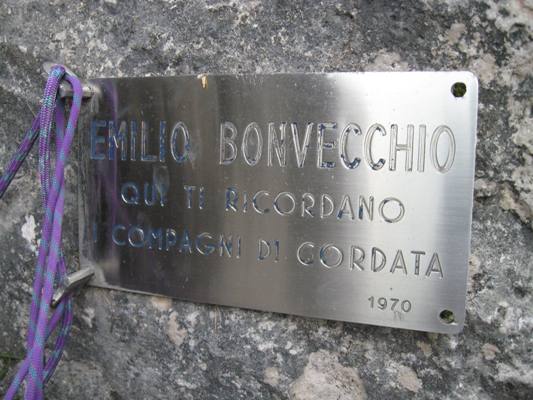 EMILIO BONVECCHIO
QUI TI RICORDANO
I COMPAGNI DI CORDATA
1970